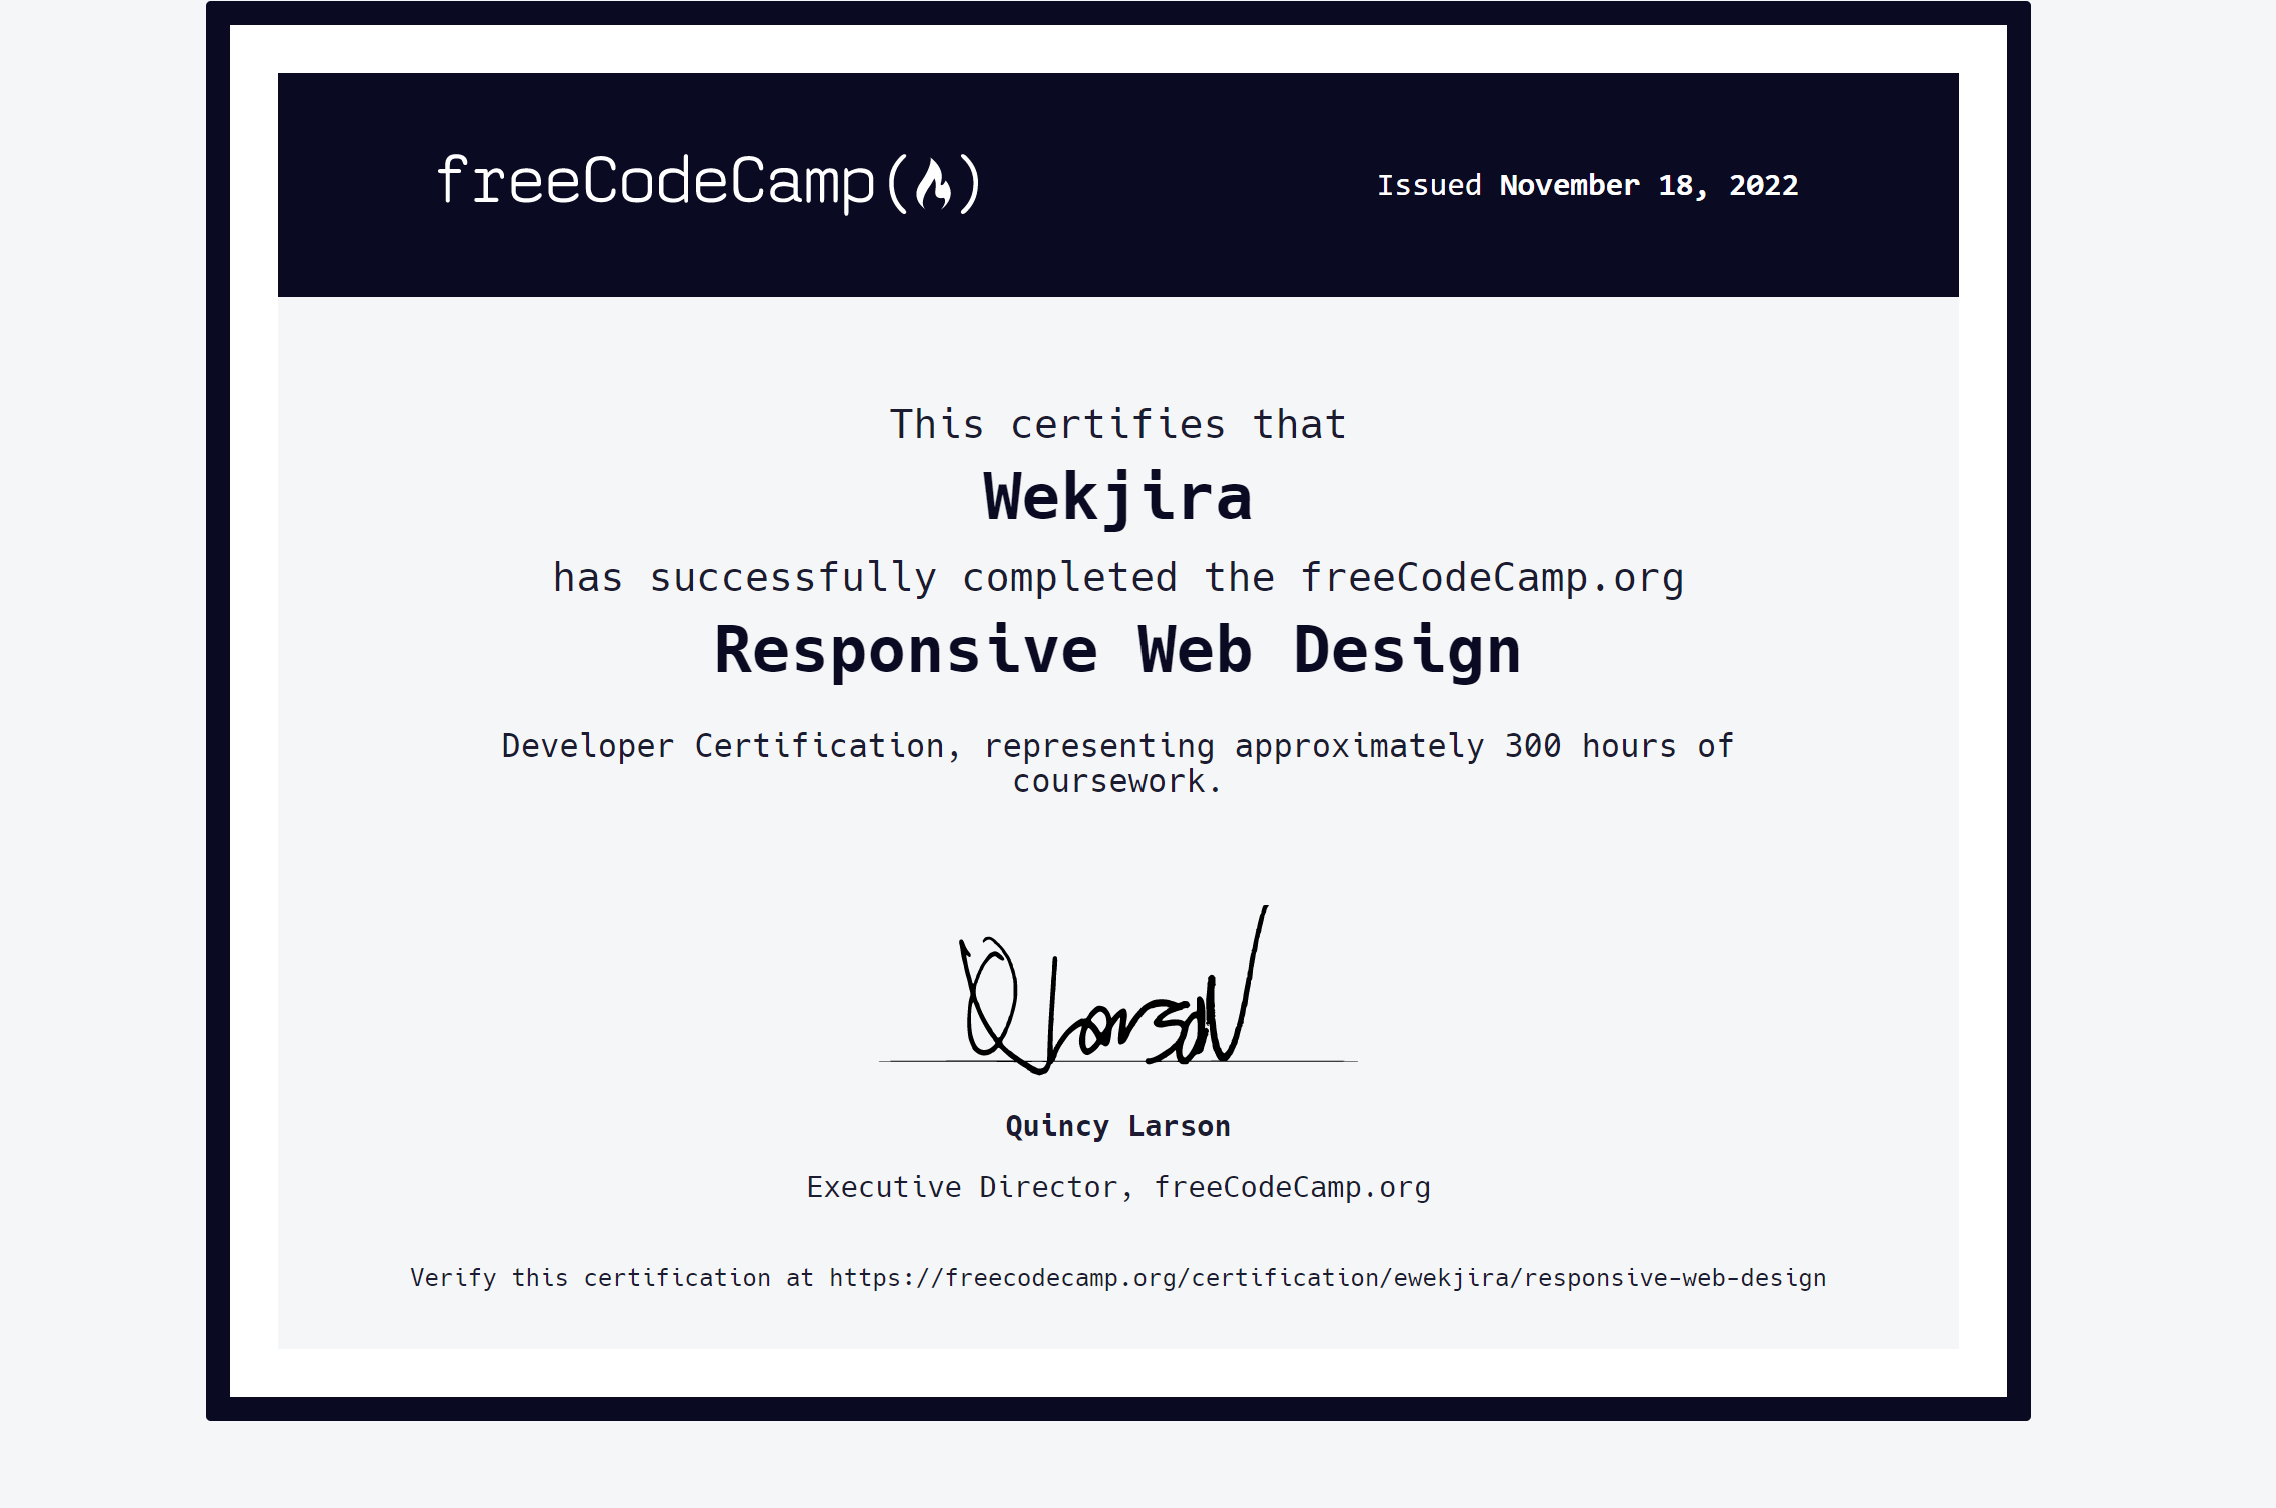 freeCodeCamp(🔥)
Issued November 18, 2022
This certifies that
Wekjira
has successfully completed the freeCodeCamp.org
Responsive Web Design
Developer Certification, representing approximately 300 hours of
coursework.
QLarson
Quincy Larson
Executive Director, freeCodeCamp.org
Verify this certification at https://freecodecamp.org/certification/ewekjira/responsive-web-design